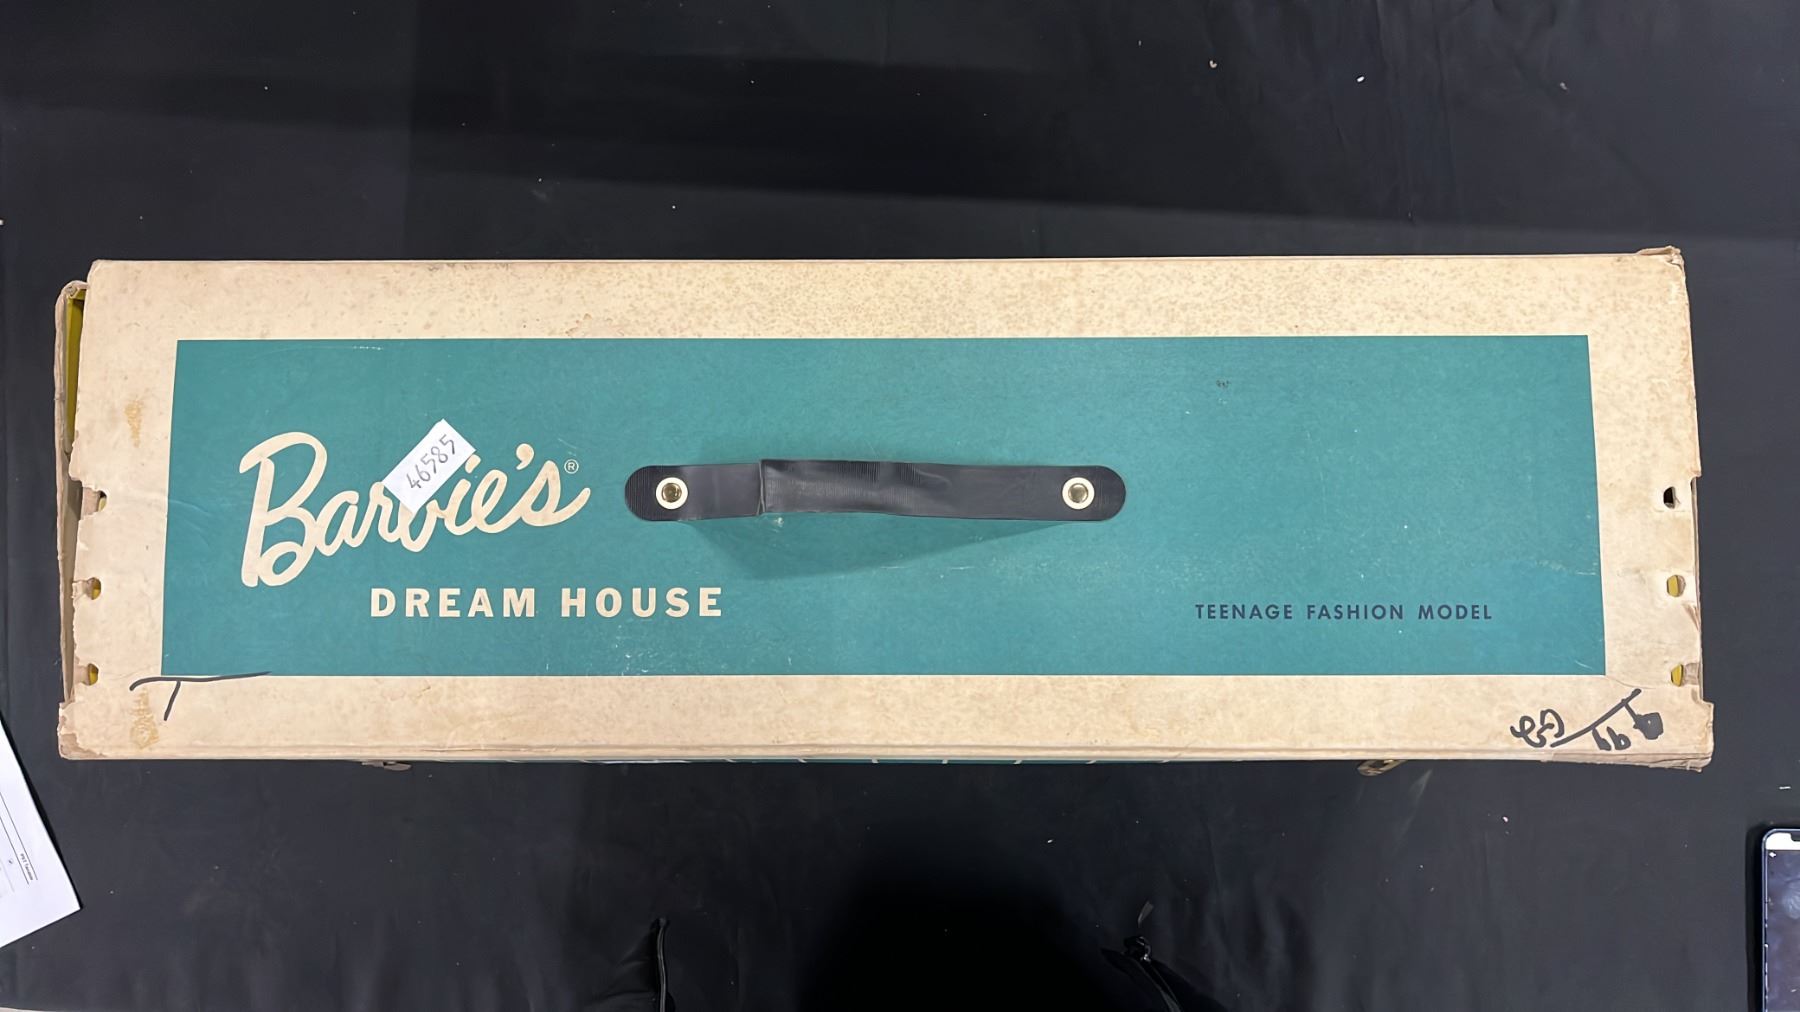 Barbie's®
46585
DREAM HOUSE
TEENAGE FASHION MODEL